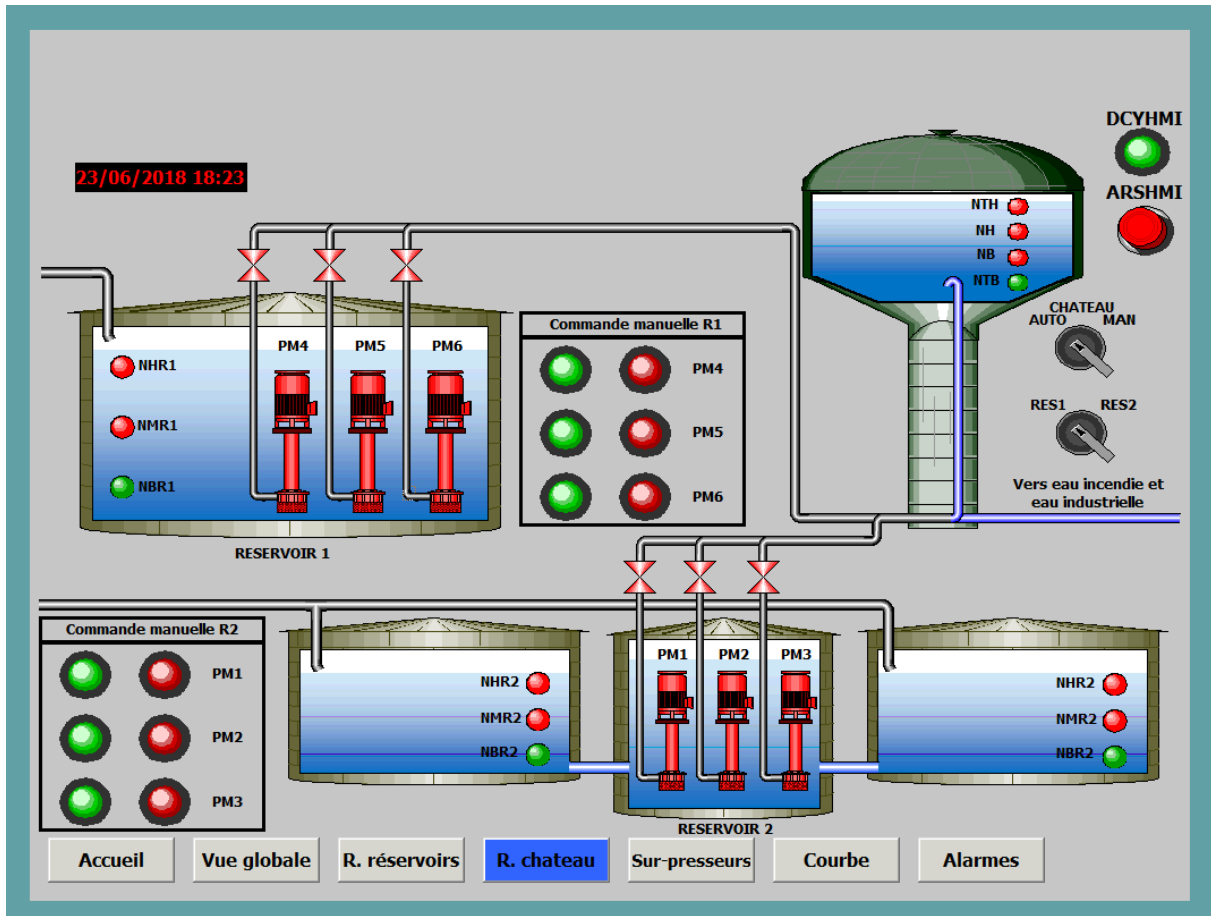 DCYHMI
23/06/2018 18:23
ARSHMI
NTH
NH
NB
NTB
CHATEAU
AUTO MAN
RES1 RES2
Vers eau incendie et
eau industrielle
NHR1
NMR1
NBR1
PM4 PM5 PM6
RESERVOIR 1
Commande manuelle R1
PM4
PM5
PM6
Commande manuelle R2
PM1
PM2
PM3
NHR2
NMR2
NBR2
PM1 PM2 PM3
RESERVOIR 2
NHR2
NMR2
NBR2
Accueil Vue globale R. réservoirs R. chateau Sur-presseurs Courbe Alarmes